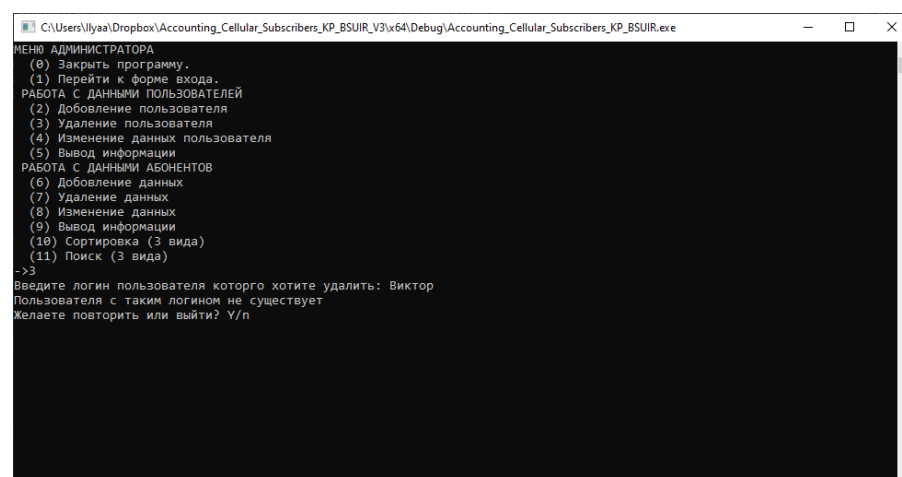 C:\Users\Ilyaa\Dropbox\Accounting_Cellular_Subscribers_KP_BSUIR_V3\x64\Debug\Accounting_Cellular_Subscribers_KP_BSUIR.exe
МЕНЮ АДМИНИСТРАТОРА
(0) Закрыть программу.
(1) Перейти к форме входа.
РАБОТА С ДАННЫМИ ПОЛЬЗОВАТЕЛЕЙ
(2) Добовление пользователя
(3) Удаление пользователя
(4) Изменение данных пользователя
(5) Вывод информации
РАБОТА С ДАННЫМИ АБОНЕНТОВ
(6) Добовление данных
(7) Удаление данных
(8) Изменение данных
(9) Вывод информации
(10) Сортировка (3 вида)
(11) Поиск (3 вида)
->3
Введите логин пользователя которго хотите удалить: Виктор
Пользователя с таким логином не существует
Желаете повторить или выйти? Y/n